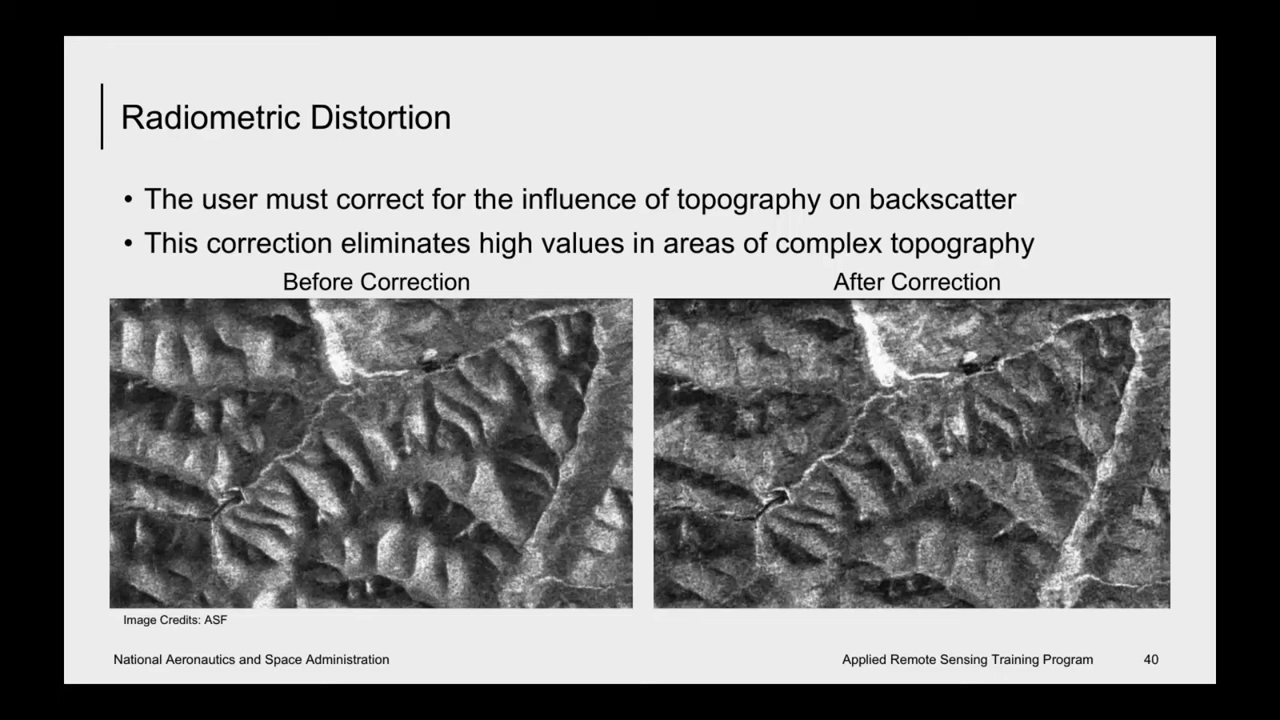 Radiometric Distortion
• The user must correct for the influence of topography on backscatter
• This correction eliminates high values in areas of complex topography
Before Correction
After Correction
Image Credits: ASF
National Aeronautics and Space Administration
Applied Remote Sensing Training Program
40